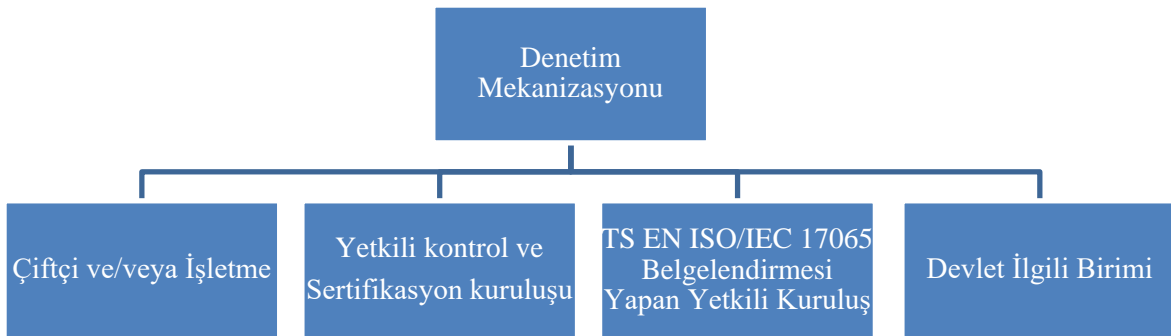 Denetim
Mekanizasyonu
Çiftçi ve/veya İşletme
Yetkili kontrol ve
Sertifikasyon kuruluşu
TS EN ISO/IEC 17065
Belgelendirmesi
Yapan Yetkili Kuruluş
Devlet İlgili Birimi